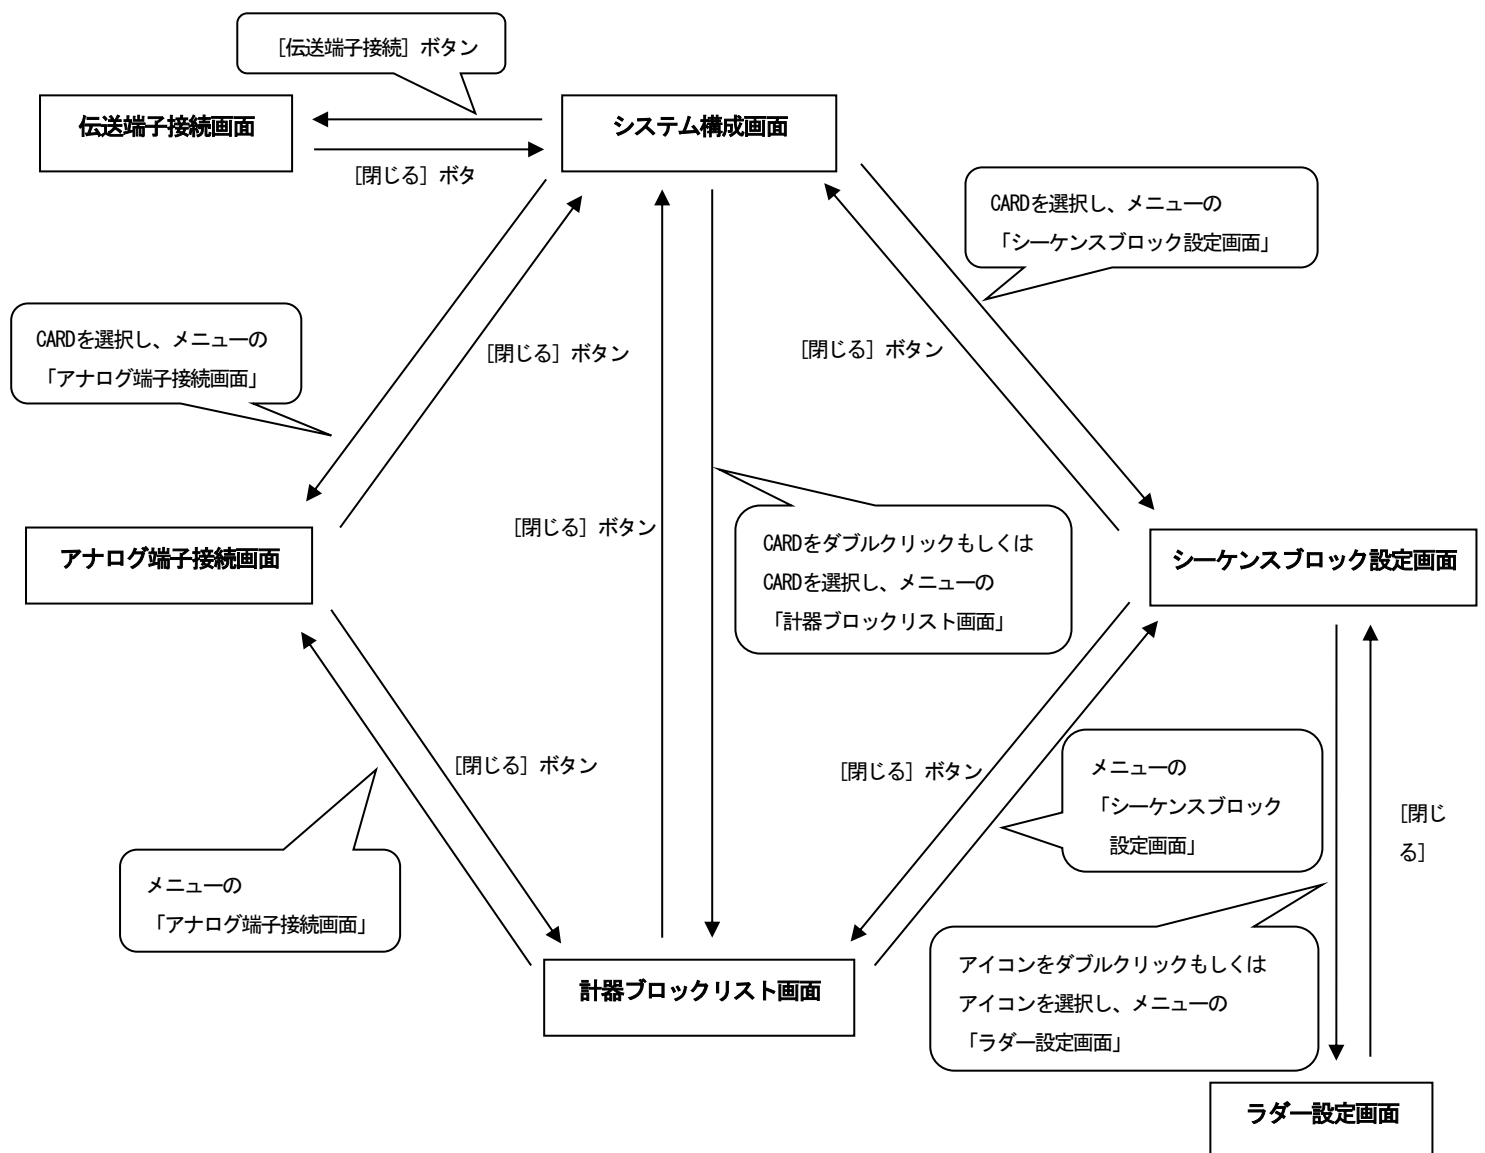 ［伝送端子接続］ボタン
伝送端子接続画面
システム構成画面
［閉じる］ボタ
CARDを選択し、メニューの
「シーケンスブロック設定画面」
CARDを選択し、メニューの
「アナログ端子接続画面」
［閉じる］ボタン
［閉じる］ボタン
［閉じる］ボタン
CARDをダブルクリックもしくは
CARDを選択し、メニューの
「計器ブロックリスト画面」
アナログ端子接続画面
シーケンスブロック設定画面
［閉じる］ボタン
［閉じる］ボタン
メニューの
「シーケンスブロック
設定画面」
［閉じ
る］
メニューの
「アナログ端子接続画面」
アイコンをダブルクリックもしくは
アイコンを選択し、メニューの
「ラダー設定画面」
計器ブロックリスト画面
ラダー設定画面